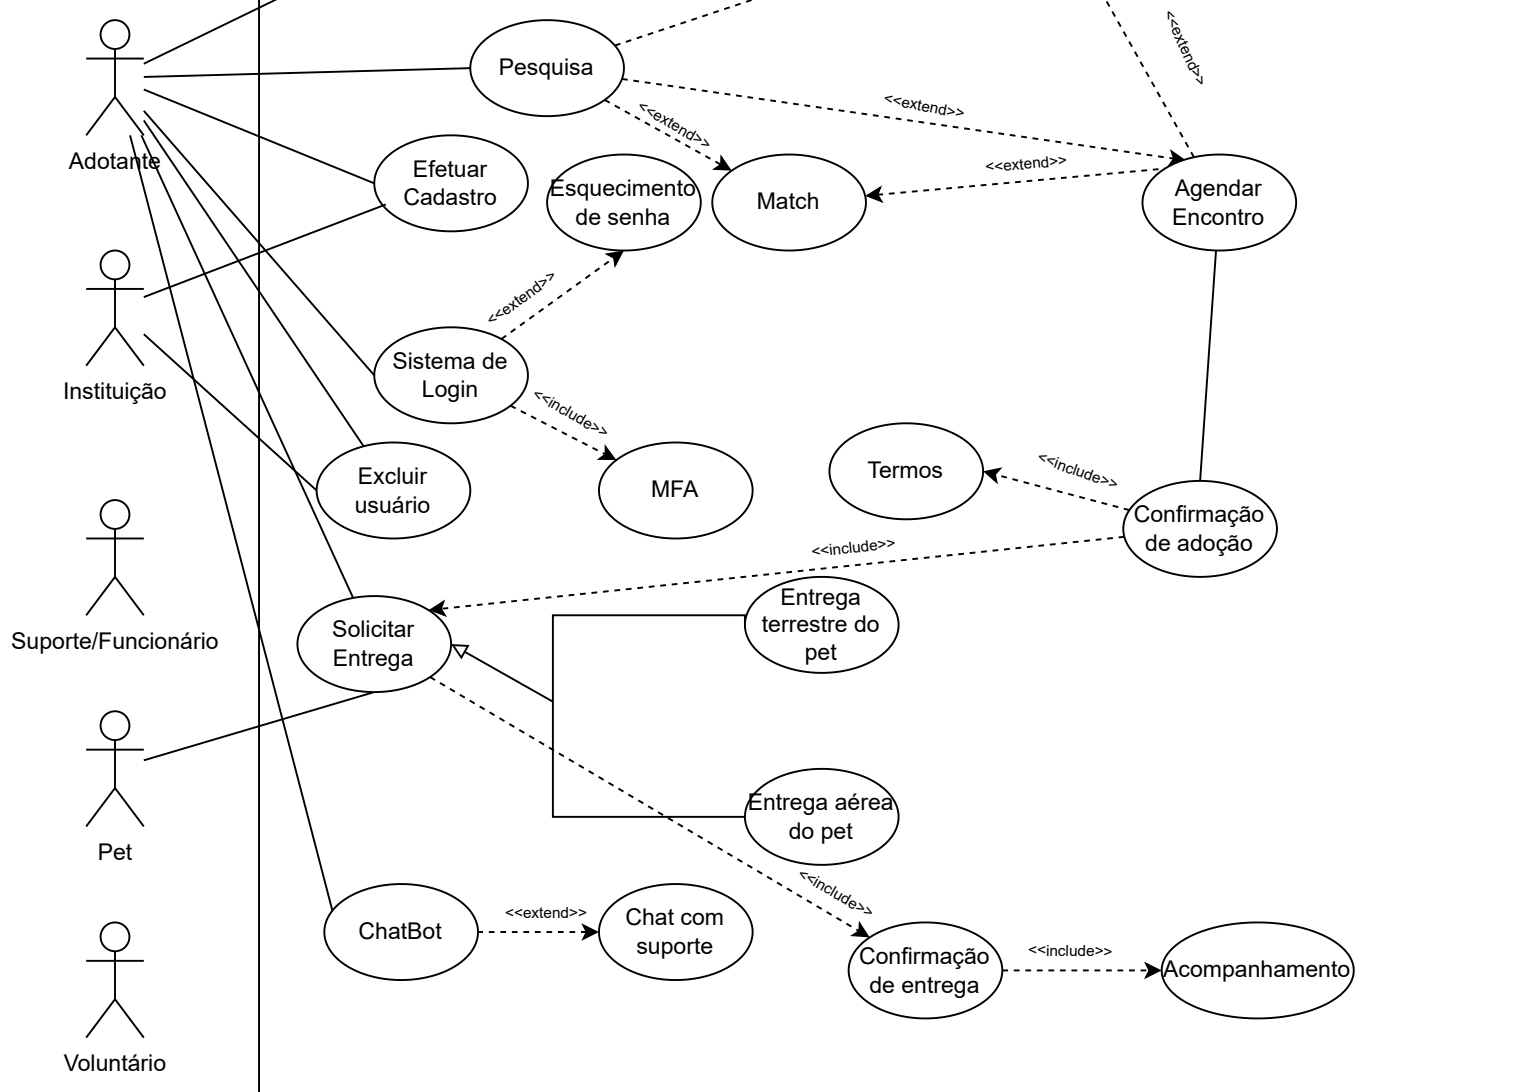 <<extend>>
Pesquisa
<<extend>>
<<extend>>
Adotante
Efetuar
Cadastro
Esquecimento
de senha
Match
<<extend>>
Agendar
Encontro
<<extend>>
Instituição
Sistema de
Login
<<include>>
Termos
<<include>>
Excluir
usuário
MFA
Confirmação
de adoção
<<include>>
Suporte/Funcionário
Solicitar
Entrega
Entrega
terrestre do
pet
Pet
Entrega aérea
do pet
<<include>>
ChatBot
<<extend>>
Chat com
suporte
Confirmação
de entrega
<<include>>
Acompanhamento
Voluntário